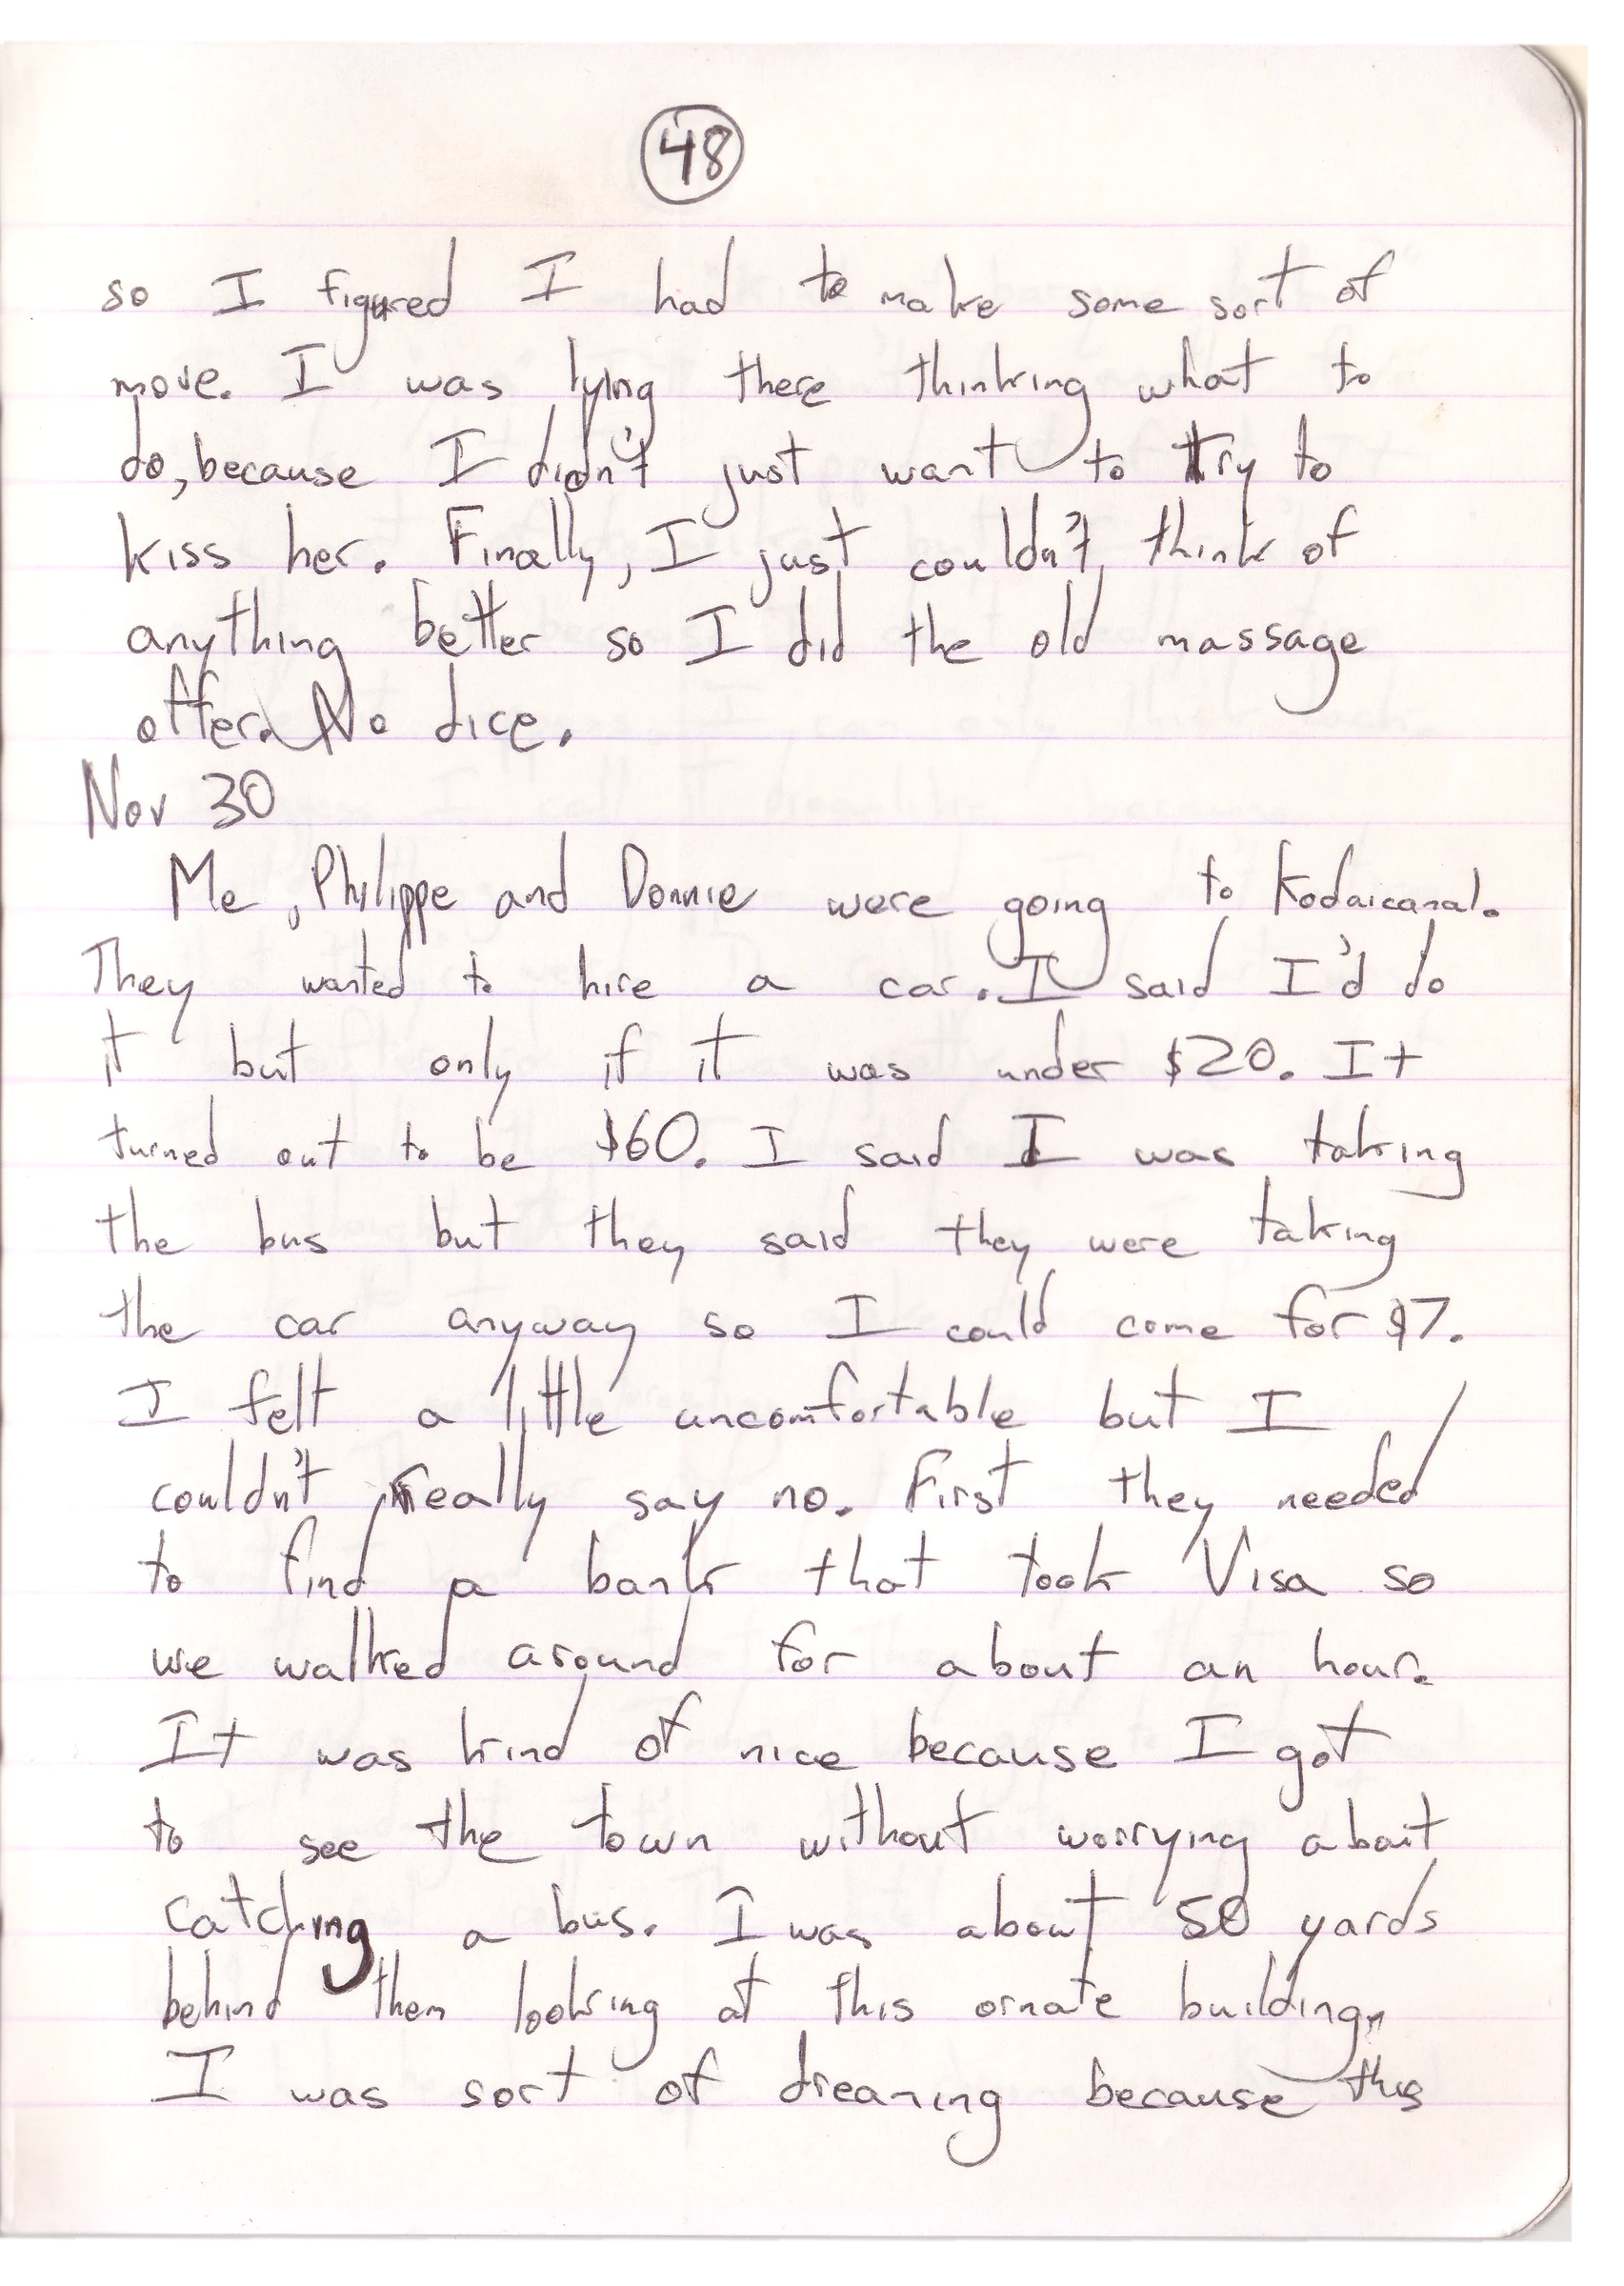 48
so I figured I had to make some sort of
move. I was lying there thinking what to
do, because I didn't just want to try to
kiss her. Finally, I just couldn't think of
anything better so I did the old massage
offer. No dice.
Nov 30
Me, Philippe and Donnie were going to Kodaicanal.
They wanted to hire a car. I said I'd do
it but only if it was under $20. It
turned out to be $60. I said I was taking
the bus but they said they were taking
the car anyway so I could come for $7.
I felt a little uncomfortable but I
couldn't really say no. First they needed
to find a bank that took Visa so
we walked around for about an hour.
It was kind of nice because I got
to see the town without worrying about
catching a bus. I was about 50 yards
behind them looking at this ornate building,
I was sort of dreaming because this